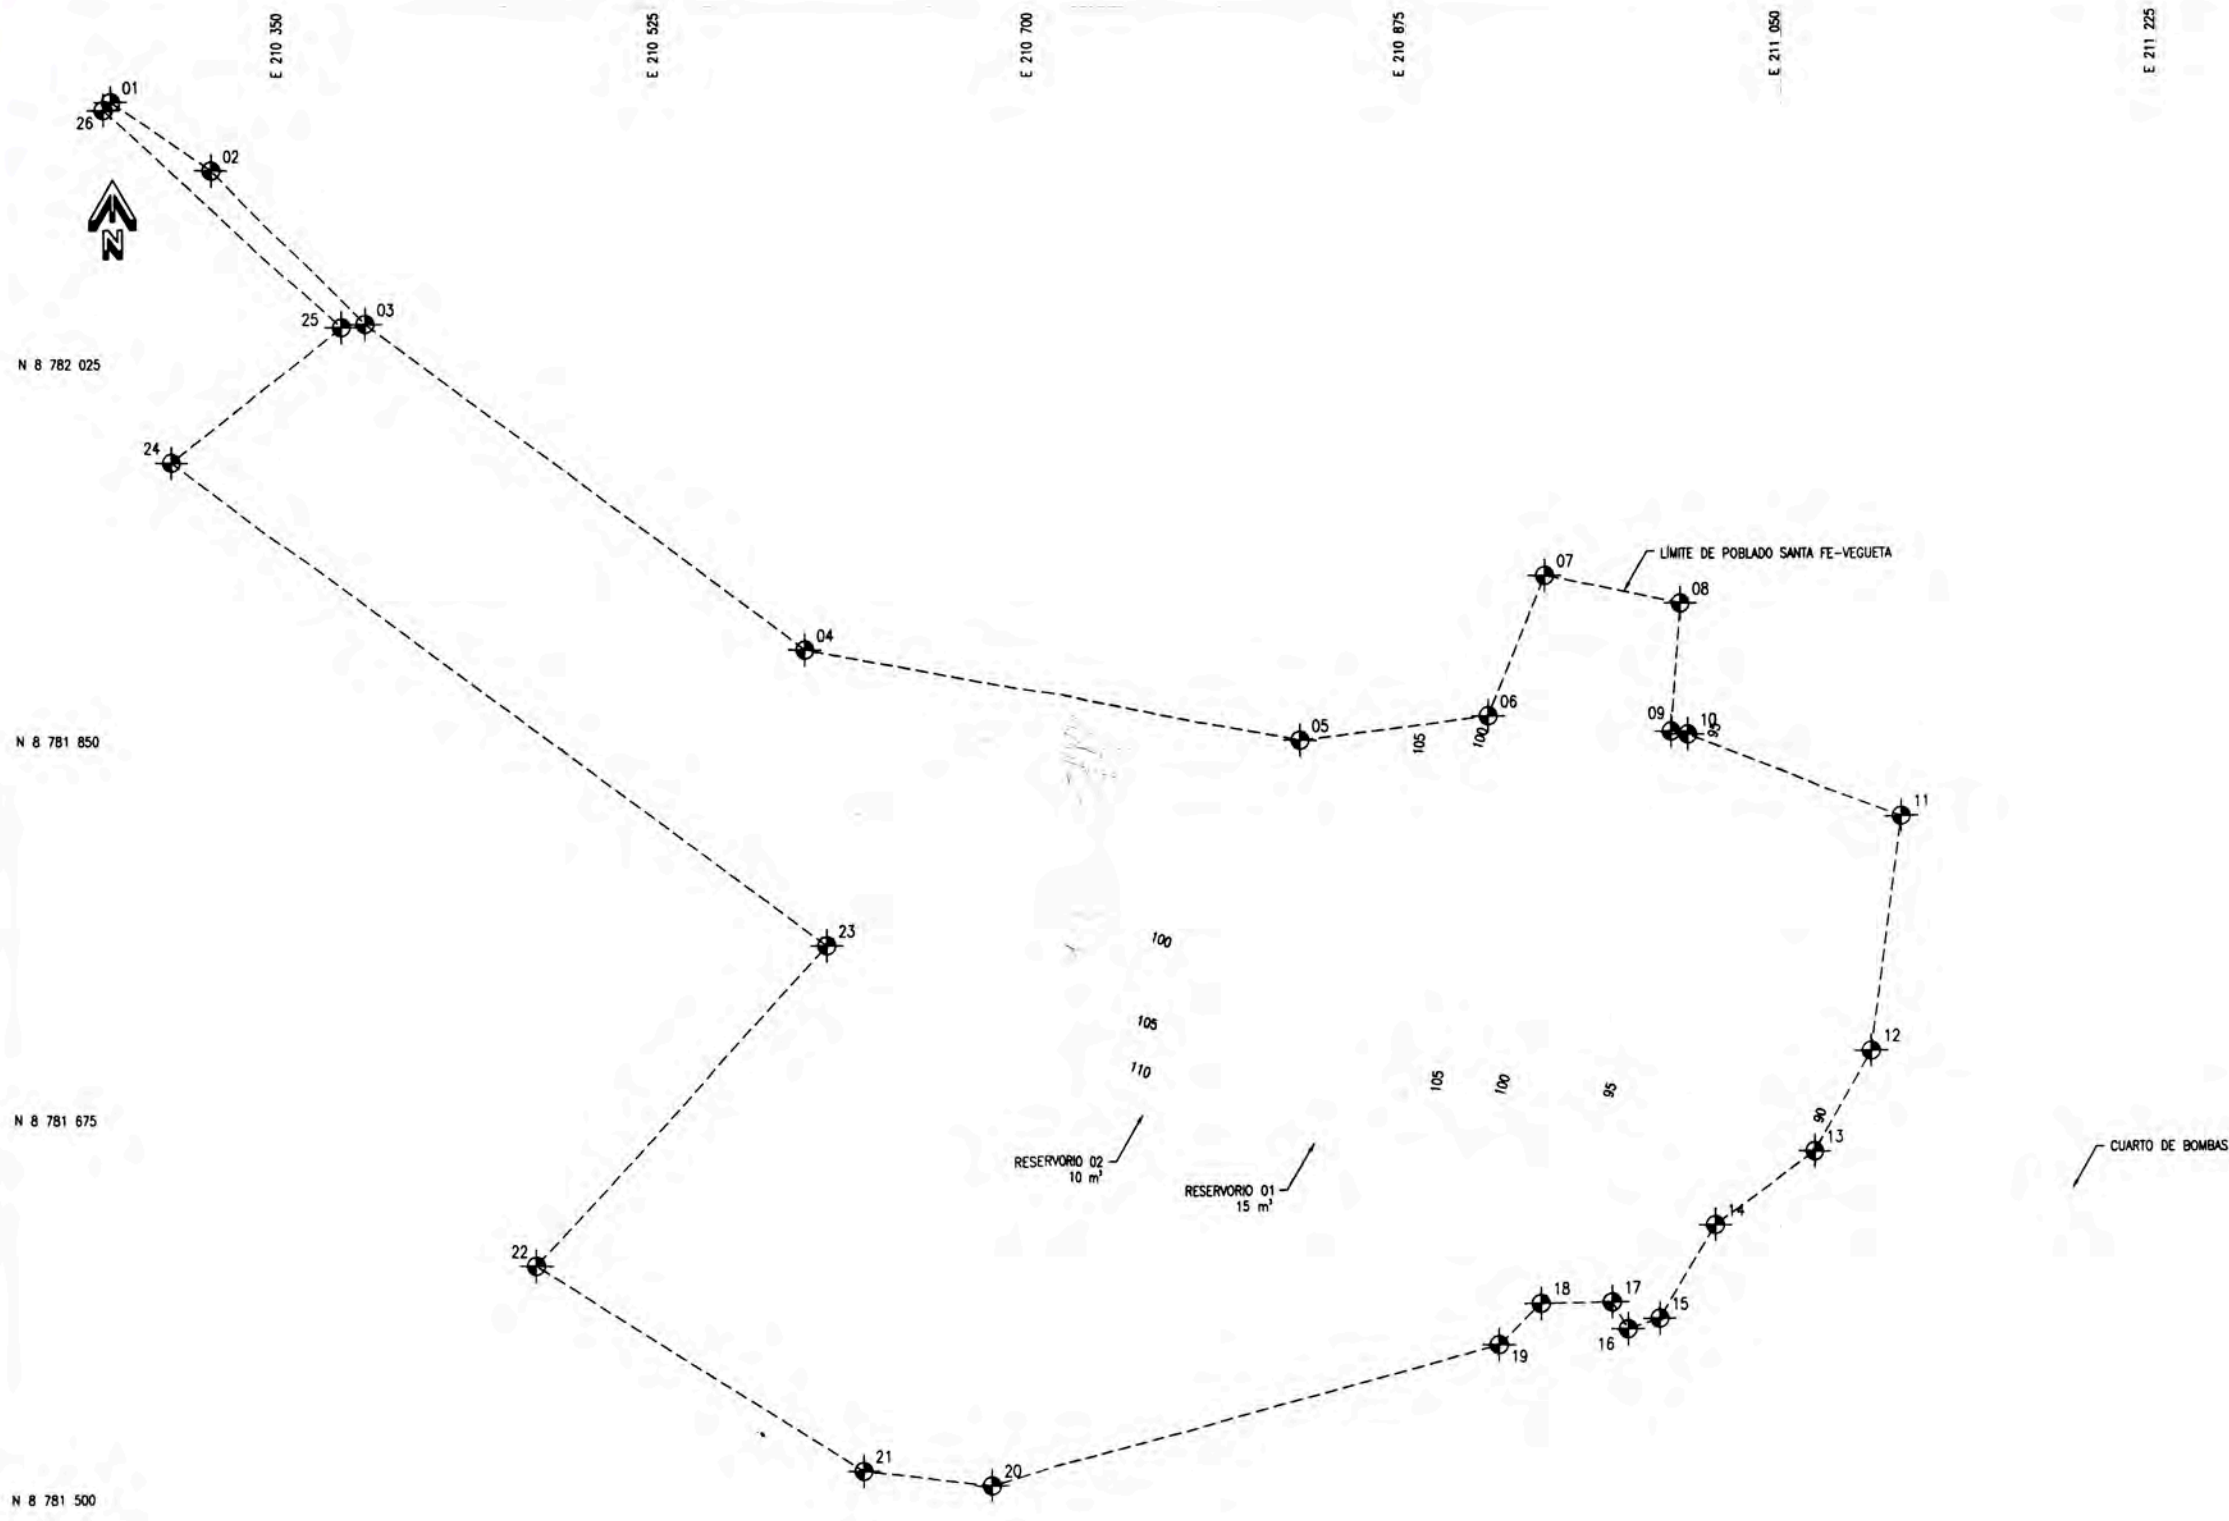 E 210 350
E 210 525
E 210 700
E 210 875
E 211 050
E 211 225
01
26
02
N
03
25
N 8 782 025
24
LÍMITE DE POBLADO SANTA FE-VEGUETA
07
08
04
06
05
09
10
95
105
100
N 8 781 850
11
23
100
105
12
110
105
100
95
90
N 8 781 675
13
CUARTO DE BOMBAS
RESERVORIO 02
10 m³
RESERVORIO 01
15 m³
14
22
18
17
15
16
19
21
20
N 8 781 500